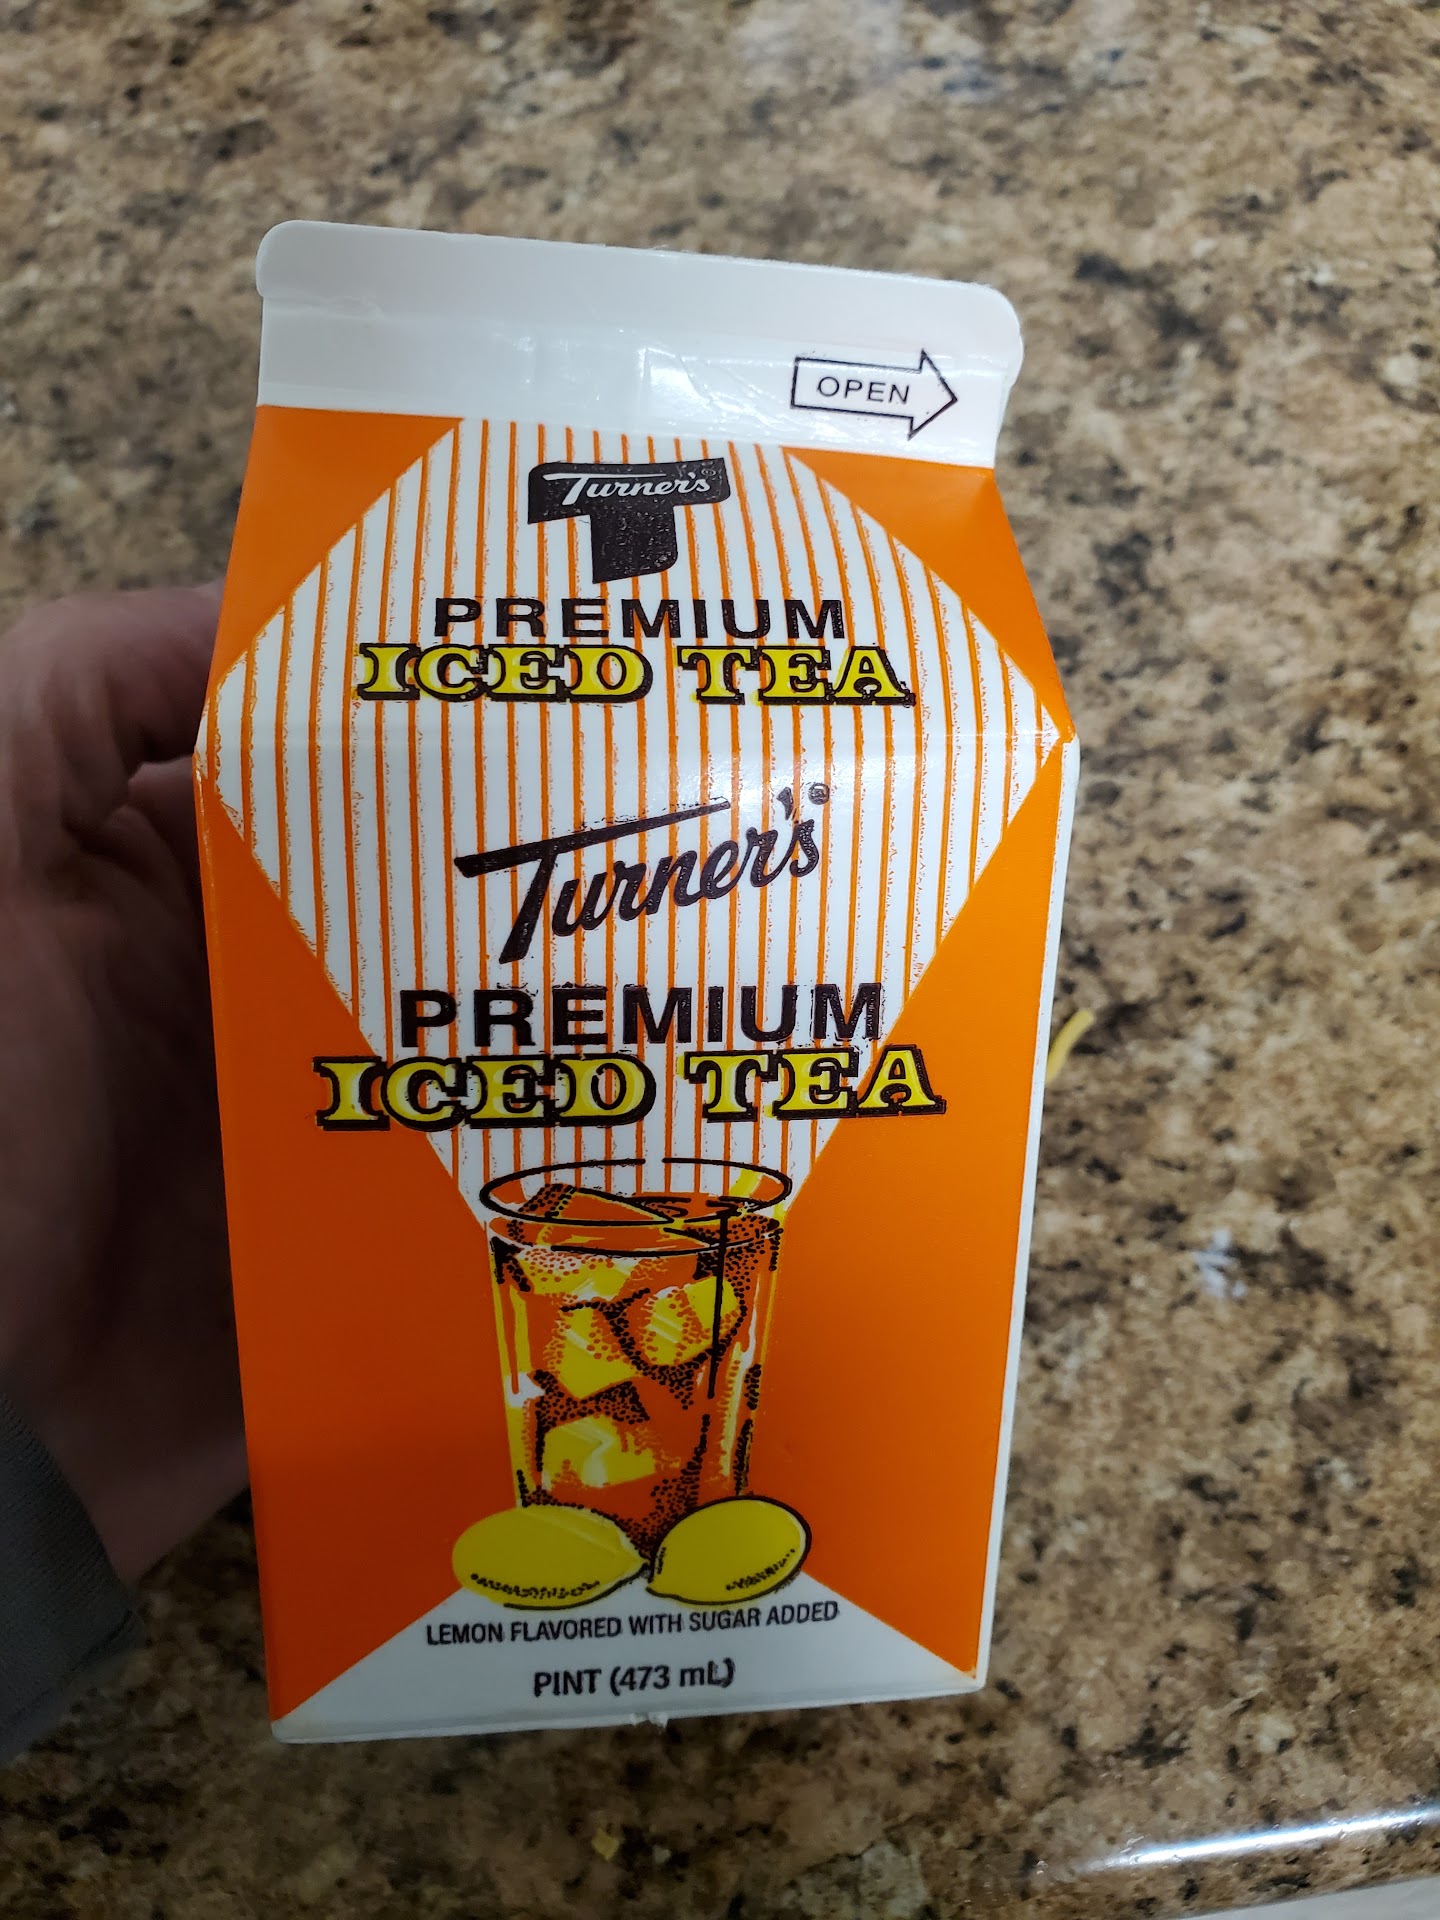 OPEN
Turner's®
PREMIUM
ICED TEA
Turner's®
PREMIUM
ICED TEA
LEMON FLAVORED WITH SUGAR ADDED
PINT (473 mL)